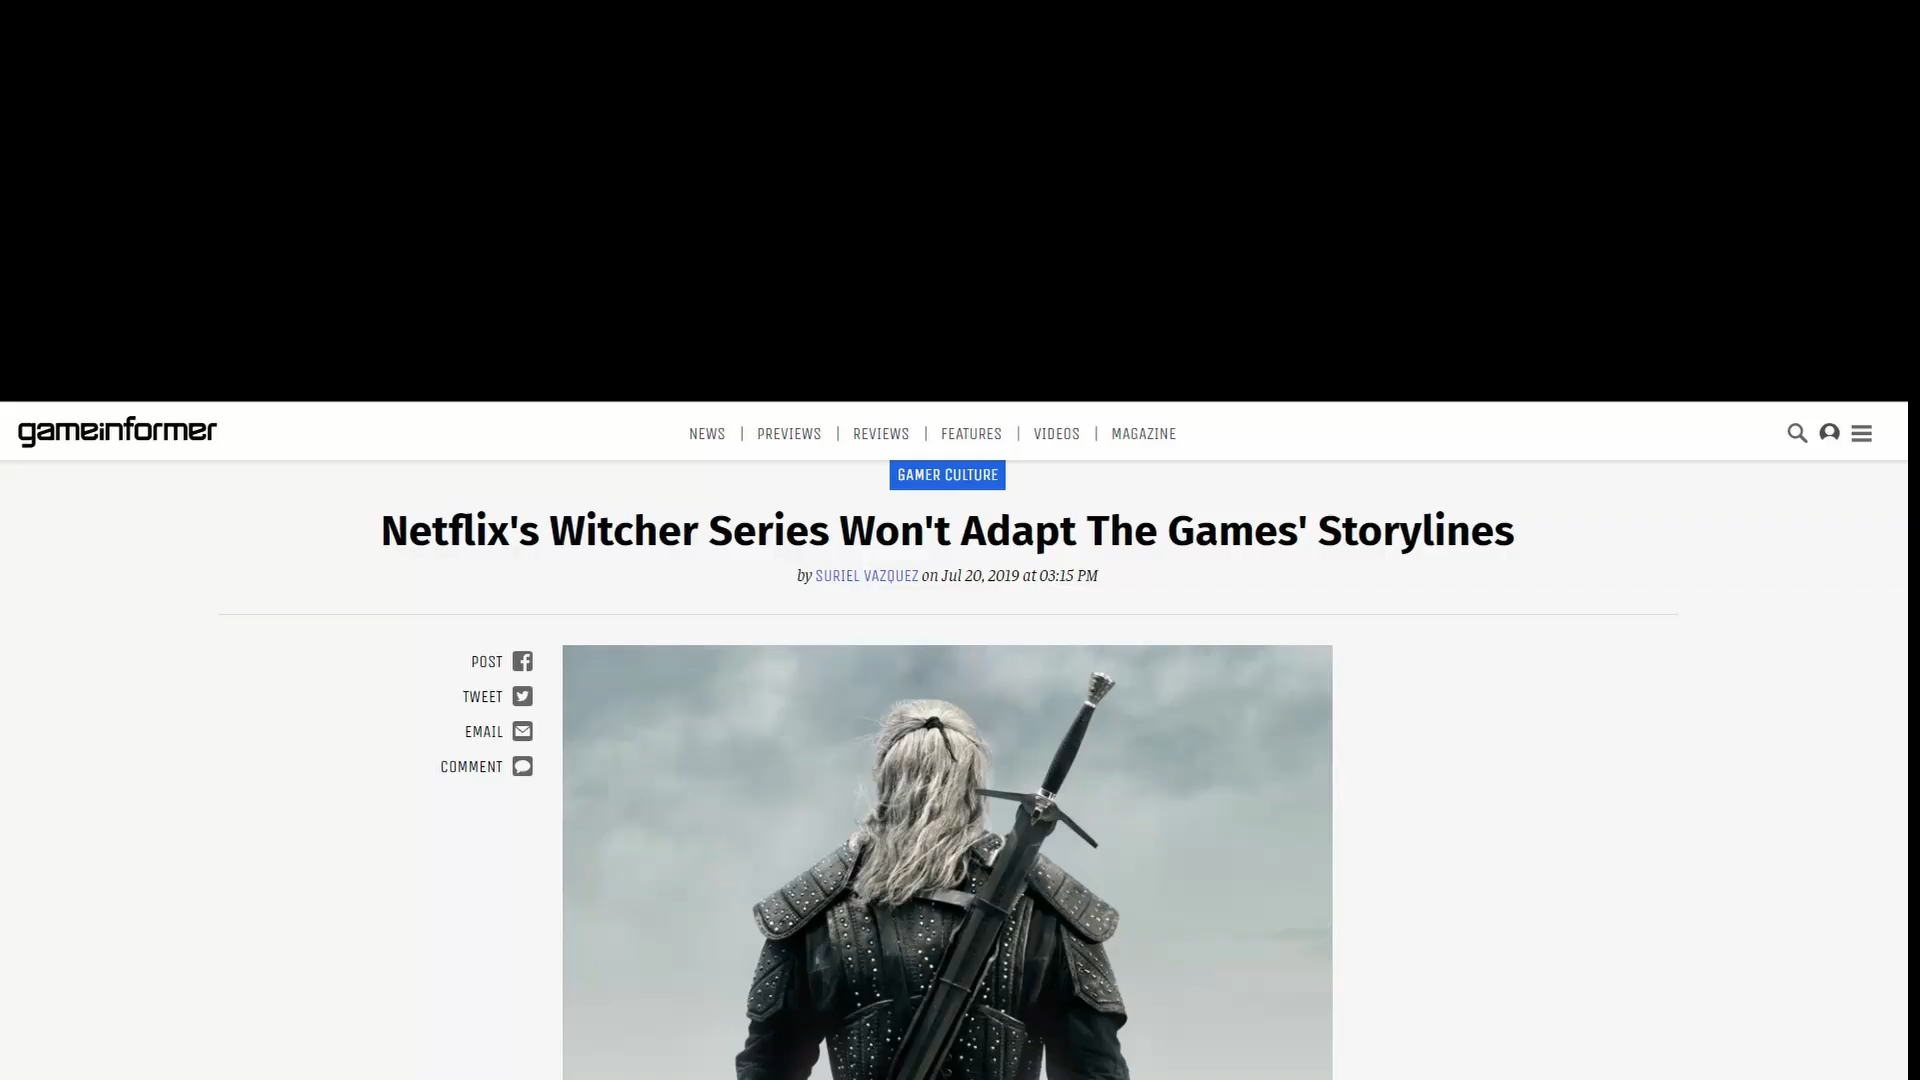 gameinformer
NEWS | PREVIEWS | REVIEWS | FEATURES | VIDEOS | MAGAZINE
GAMER CULTURE
Netflix's Witcher Series Won't Adapt The Games' Storylines
by SURIEL VAZQUEZ on Jul 20, 2019 at 03:15 PM
POST
TWEET
EMAIL
COMMENT